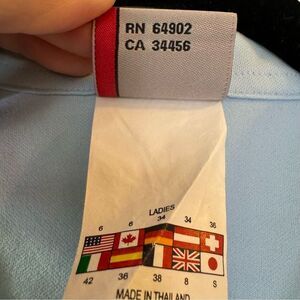 RN 64902
CA 34456
LADIES
6 6 34 34 36
42 36 38 8 S
MADE IN THAILAND